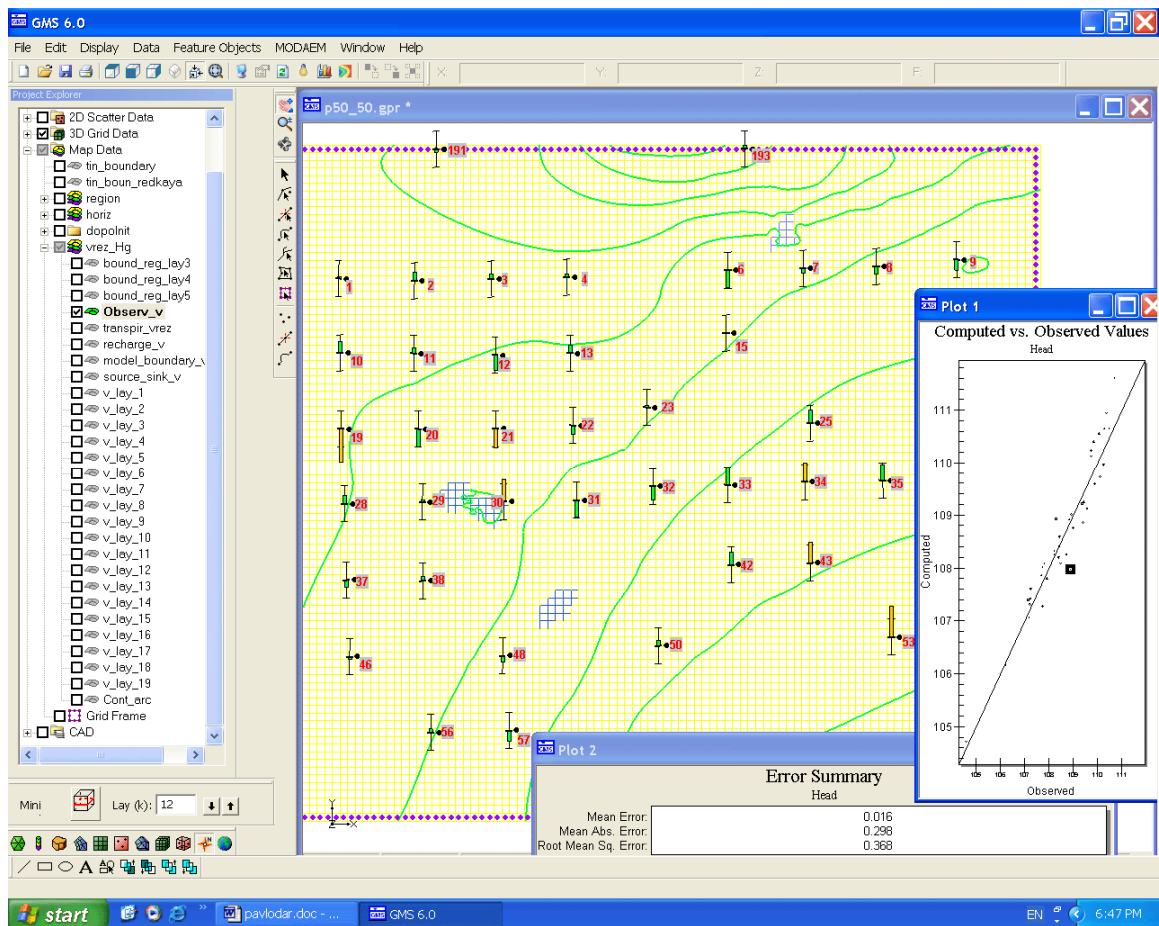 GMS 6.0
File Edit Display Data Feature Objects MODAEM Window Help
X: Y: Z: F:
Project Explorer
2D Scatter Data
3D Grid Data
Map Data
tin_boundary
tin_boun_redkaya
region
horiz
dopolnit
vrez_Hg
bound_reg_lay3
bound_reg_lay4
bound_reg_lay5
Observ_v
transpir_vrez
recharge_v
model_boundary_v
source_sink_v
v_lay_1
v_lay_2
v_lay_3
v_lay_4
v_lay_5
v_lay_6
v_lay_7
v_lay_8
v_lay_9
v_lay_10
v_lay_11
v_lay_12
v_lay_13
v_lay_14
v_lay_15
v_lay_16
v_lay_17
v_lay_18
v_lay_19
Cont_arc
Grid Frame
CAD
Mini Lay (k): 12
A
p50_50.gpr *
191 193
1 2 3 4 6 7 8 9
10 11 12 13 15
19 20 21 22 23 25
28 29 30 31 32 33 34 35
37 38 42 43
46 48 50 53
56 57
Y
X
Plot 1
Computed vs. Observed Values
Head
111
110
109
108
107
106
105
Computed
105 106 107 108 109 110 111
Observed
Plot 2
Error Summary
Head
Mean Error: 0.016
Mean Abs. Error: 0.298
Root Mean Sq. Error: 0.368
start pavlodar.doc - ... GMS 6.0 EN 6:47 PM